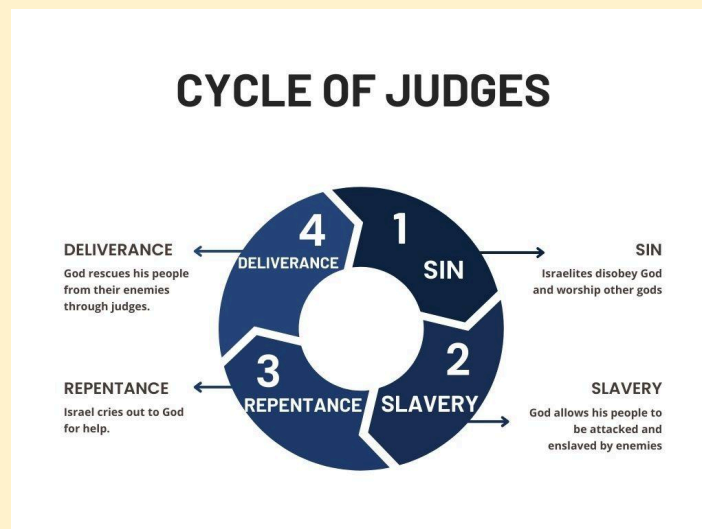 CYCLE OF JUDGES
1
SIN
2
SLAVERY
3
REPENTANCE
4
DELIVERANCE
SIN
Israelites disobey God
and worship other gods
SLAVERY
God allows his people to
be attacked and
enslaved by enemies
REPENTANCE
Israel cries out to God
for help.
DELIVERANCE
God rescues his people
from their enemies
through judges.